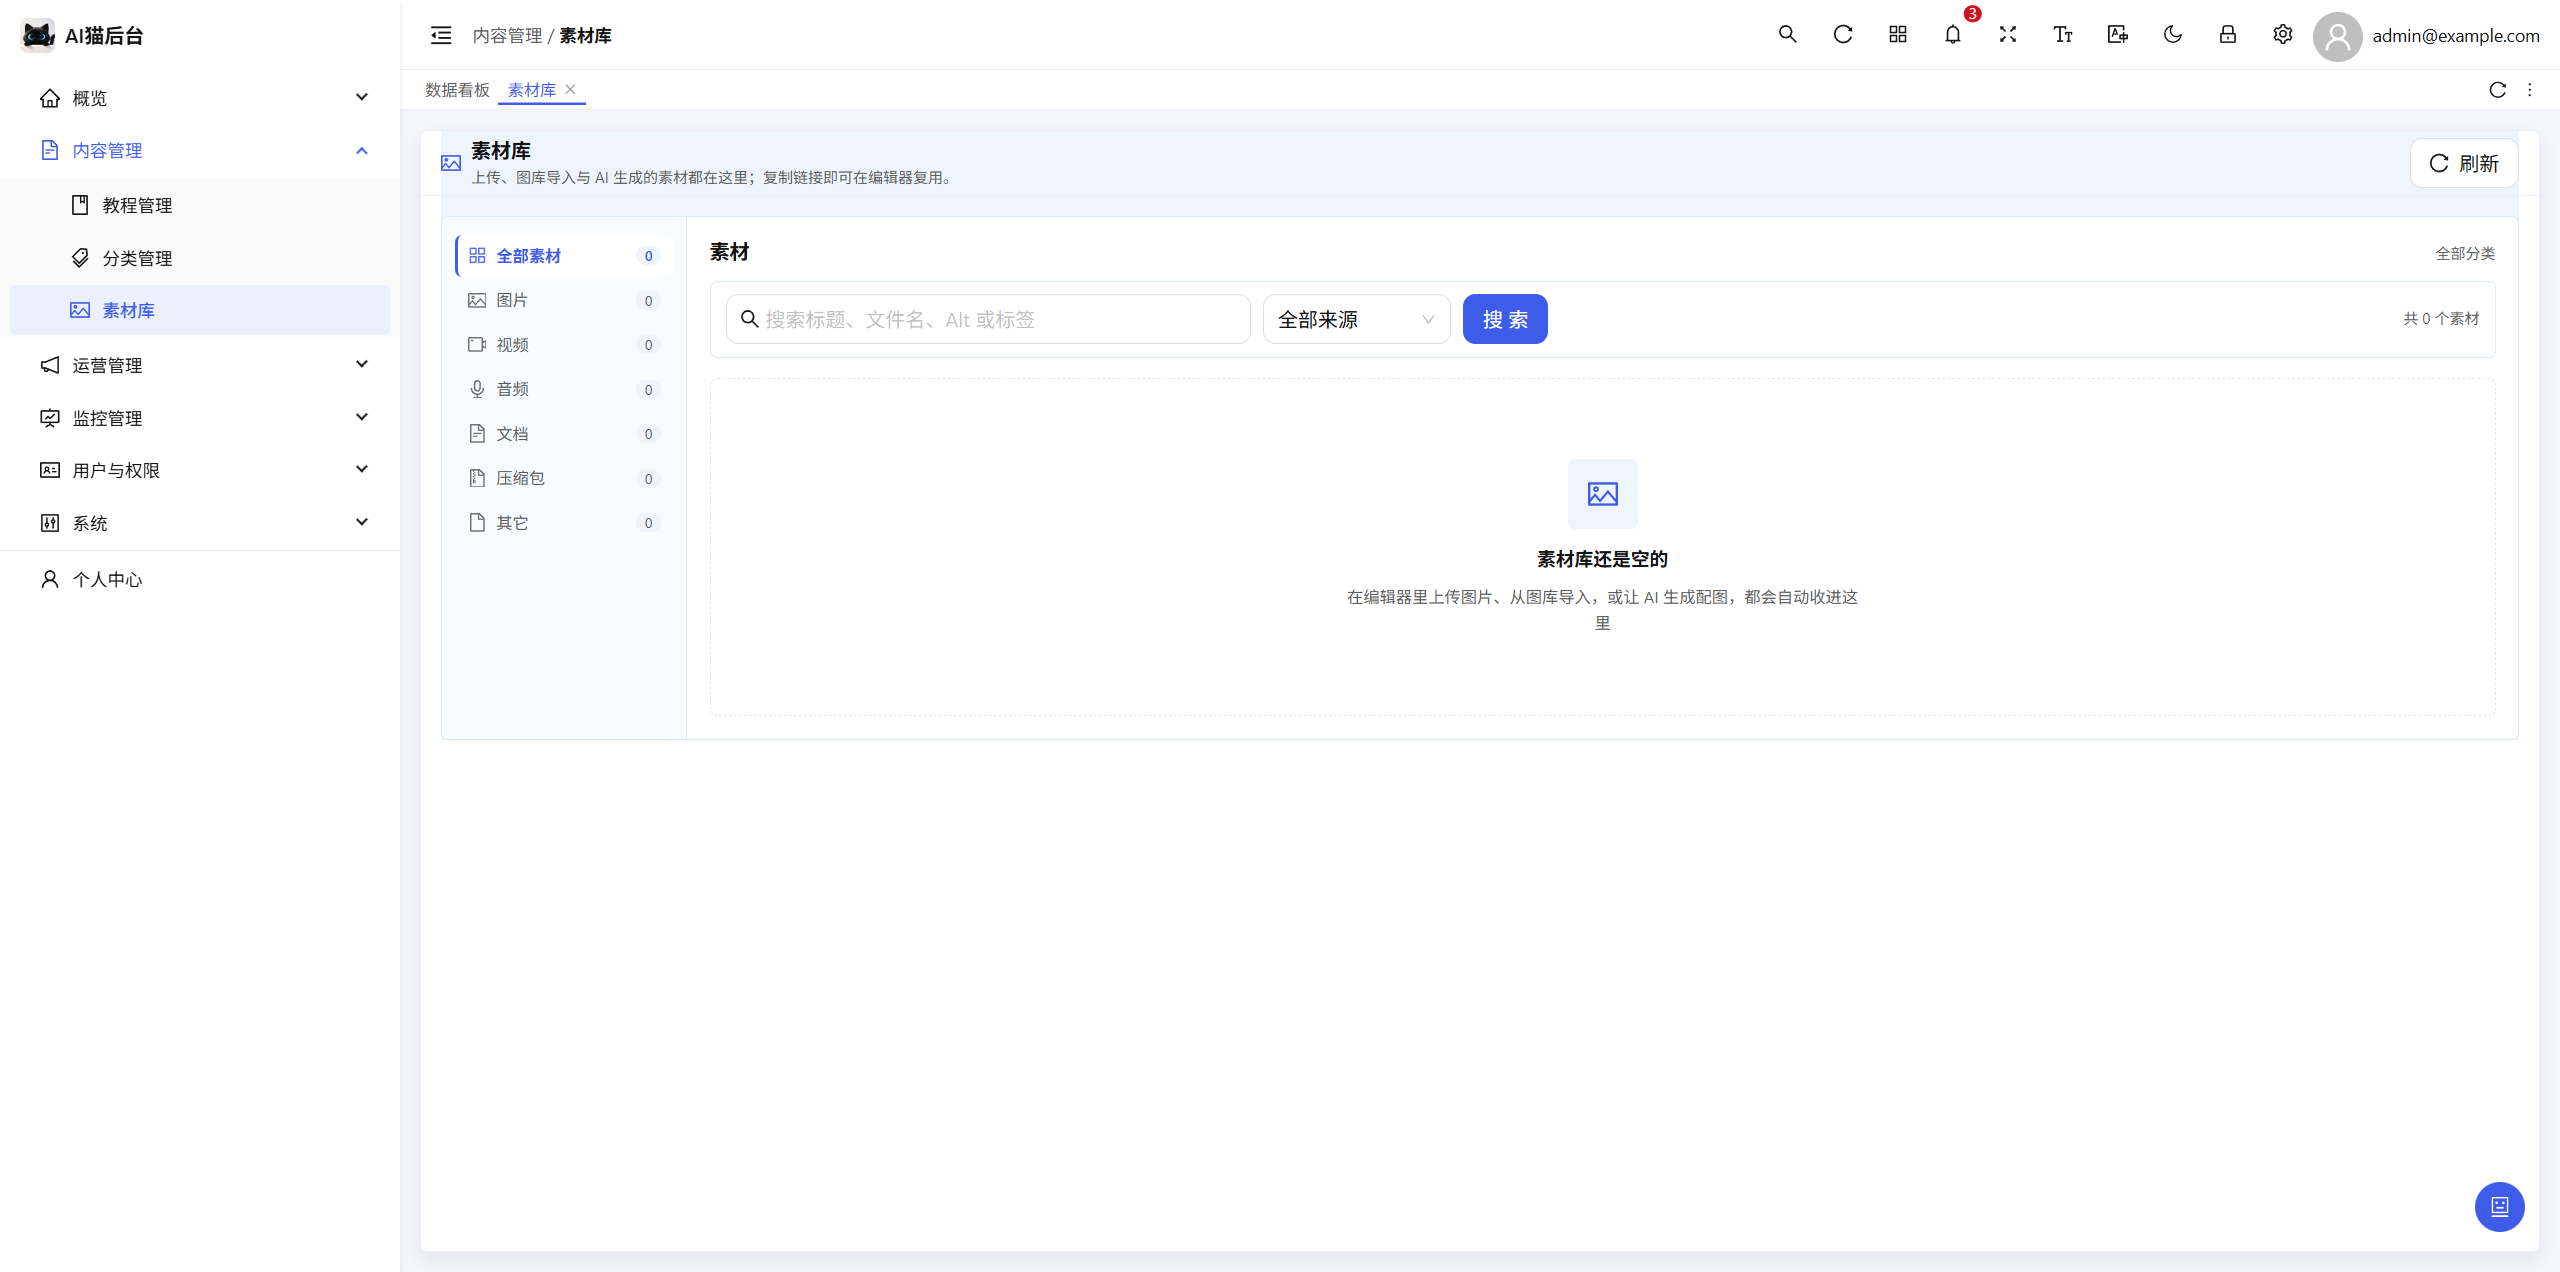 AI猫后台
概览
内容管理
教程管理
分类管理
素材库
运营管理
监控管理
用户与权限
系统
个人中心
内容管理 / 素材库
3
admin@example.com
数据看板
素材库
素材库
上传、图库导入与 AI 生成的素材都在这里；复制链接即可在编辑器复用。
刷新
全部素材 0
图片 0
视频 0
音频 0
文档 0
压缩包 0
其它 0
素材
全部分类
搜索标题、文件名、Alt 或标签
全部来源
搜 索
共 0 个素材
素材库还是空的
在编辑器里上传图片、从图库导入，或让 AI 生成配图，都会自动收进这
里